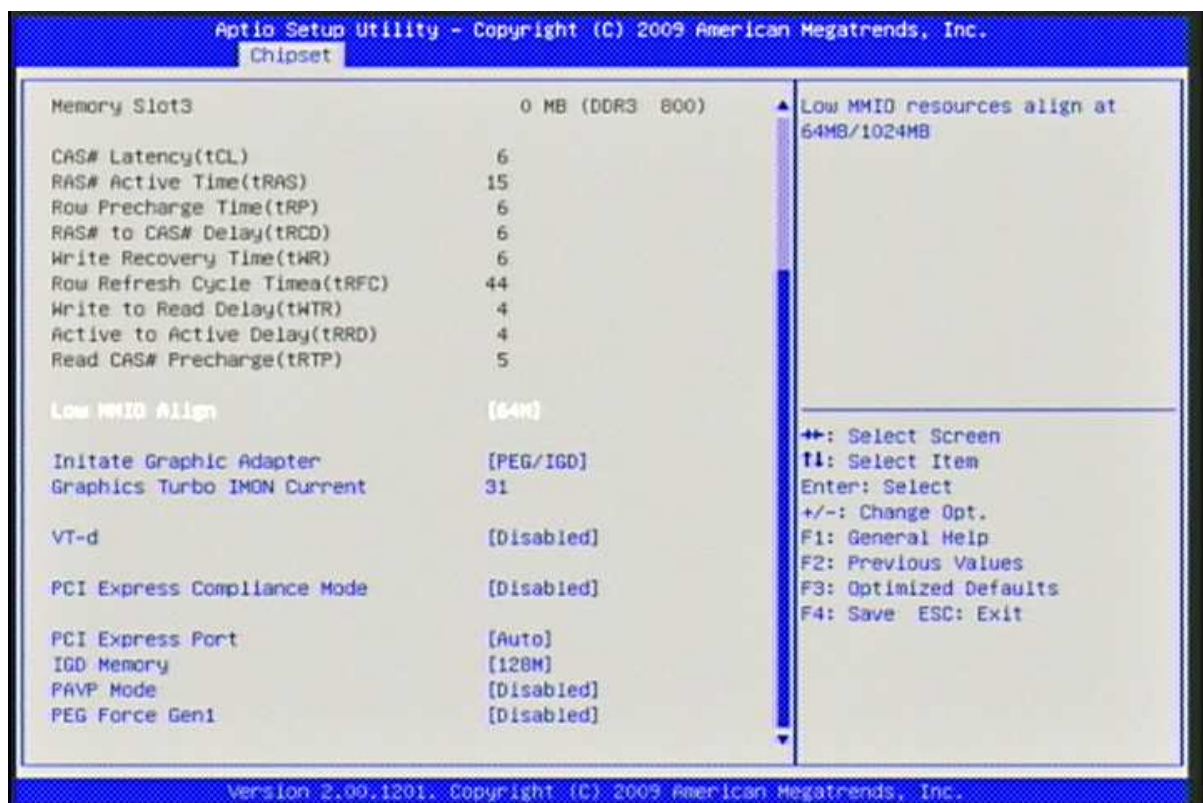 Aptio Setup Utility - Copyright (C) 2009 American Megatrends, Inc.
Chipset
Memory Slot3 0 MB (DDR3 800)
CAS# Latency(tCL) 6
RAS# Active Time(tRAS) 15
Row Precharge Time(tRP) 6
RAS# to CAS# Delay(tRCD) 6
Write Recovery Time(tWR) 6
Row Refresh Cycle Timea(tRFC) 44
Write to Read Delay(tWTR) 4
Active to Active Delay(tRRD) 4
Read CAS# Precharge(tRTP) 5
Low MMIO Align [64M]
Initate Graphic Adapter [PEG/IGD]
Graphics Turbo IMON Current 31
VT-d [Disabled]
PCI Express Compliance Mode [Disabled]
PCI Express Port [Auto]
IGD Memory [128M]
PAVP Mode [Disabled]
PEG Force Gen1 [Disabled]
Low MMIO resources align at
64MB/1024MB
→←: Select Screen
↑↓: Select Item
Enter: Select
+/-: Change Opt.
F1: General Help
F2: Previous Values
F3: Optimized Defaults
F4: Save ESC: Exit
Version 2.00.1201. Copyright (C) 2009 American Megatrends, Inc.